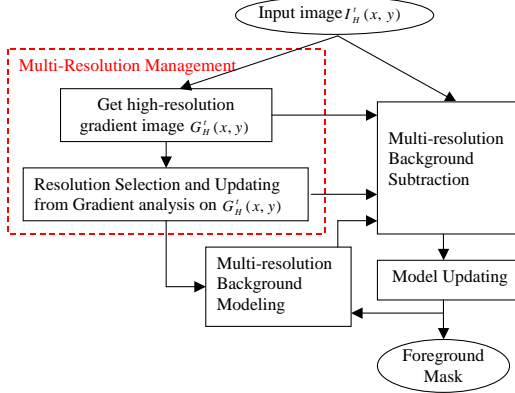 Input image I_H^t(x, y)
Multi-Resolution Management
Get high-resolution
gradient image G_H^t(x, y)
Multi-resolution
Background
Subtraction
Resolution Selection and Updating
from Gradient analysis on G_H^t(x, y)
Multi-resolution
Background
Modeling
Model Updating
Foreground
Mask